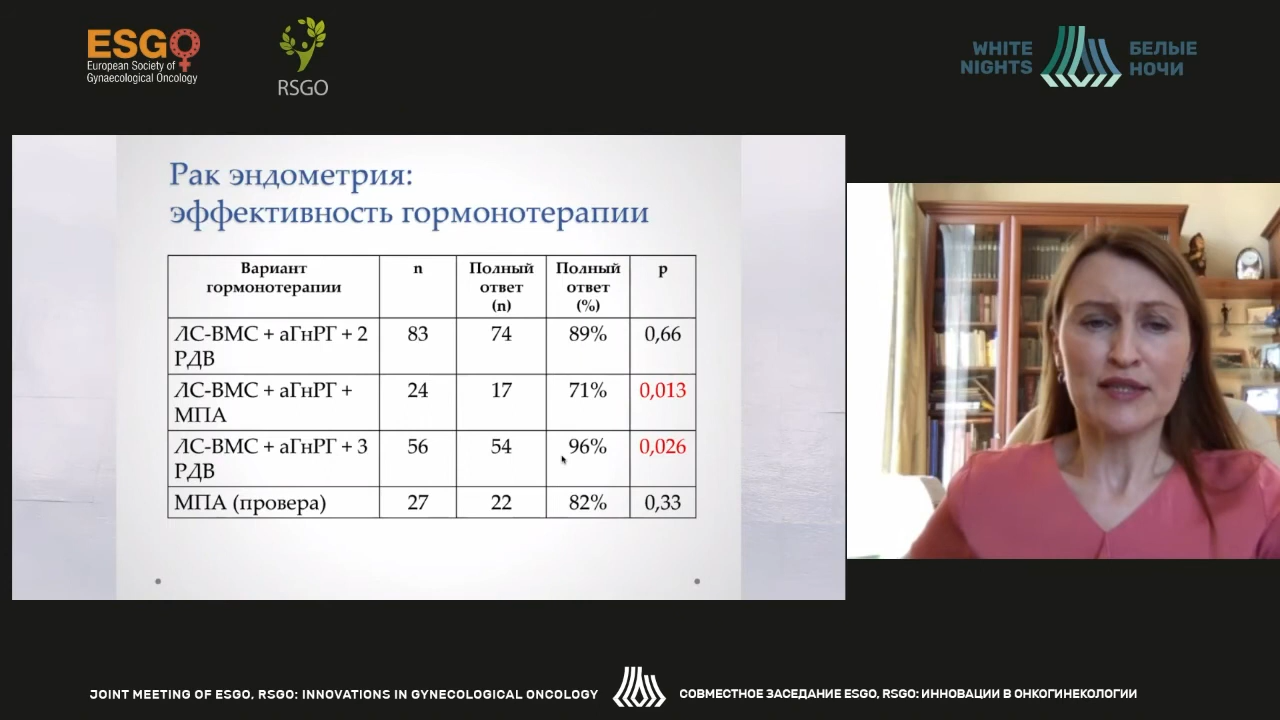 ESGO
European Society of
Gynaecological Oncology
RSGO
WHITE
NIGHTS
БЕЛЫЕ
НОЧИ
Рак эндометрия:
эффективность гормонотерапии
Вариант
гормонотерапии
n
Полный
ответ
(n)
Полный
ответ
(%)
p
ЛС-ВМС + аГнРГ + 2
РДВ
83
74
89%
0,66
ЛС-ВМС + аГнРГ +
МПА
24
17
71%
0,013
ЛС-ВМС + аГнРГ + 3
РДВ
56
54
96%
0,026
МПА (провера)
27
22
82%
0,33
JOINT MEETING OF ESGO, RSGO: INNOVATIONS IN GYNECOLOGICAL ONCOLOGY
СОВМЕСТНОЕ ЗАСЕДАНИЕ ESGO, RSGO: ИННОВАЦИИ В ОНКОГИНЕКОЛОГИИ